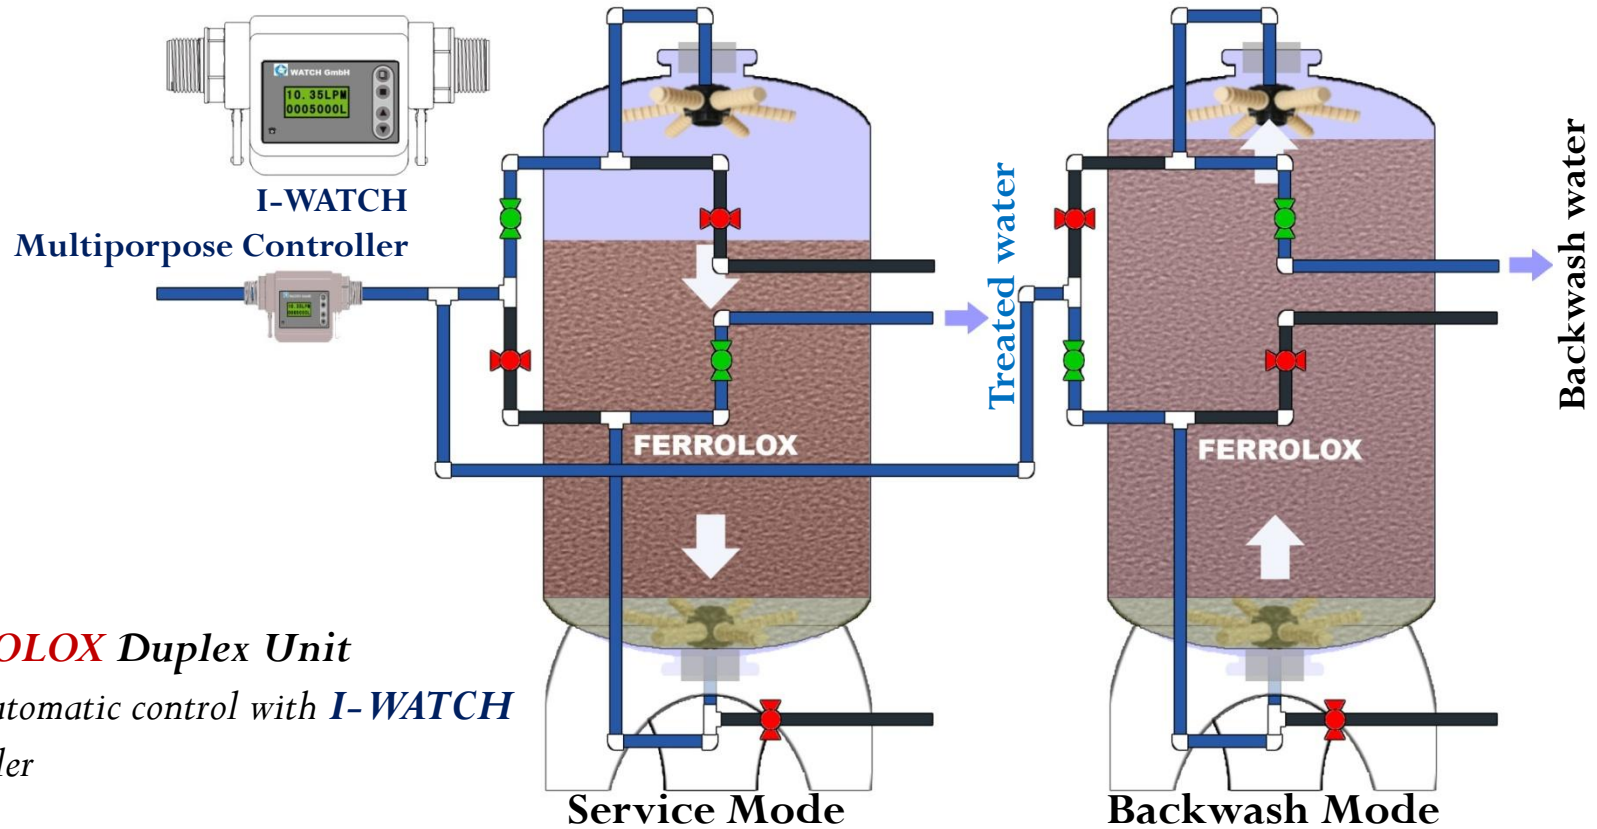 WATCH GmbH
10.35LPM
0005000L
I-WATCH
Multiporpose Controller
Treated water
Backwash water
FERROLOX
FERROLOX
OLOX Duplex Unit
utomatic control with I-WATCH
ler
Service Mode
Backwash Mode